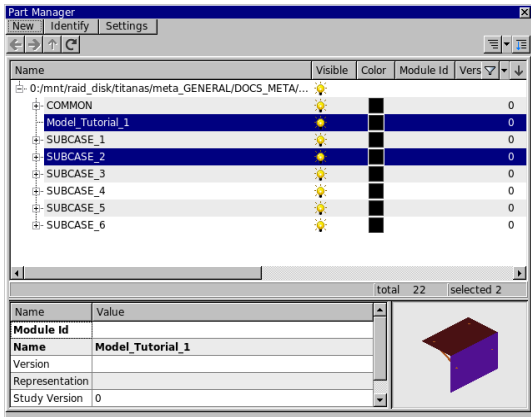 Part Manager
New Identify Settings
Name Visible Color Module Id Vers
0:/mnt/raid_disk/titanas/meta_GENERAL/DOCS_META/...
COMMON 0
Model_Tutorial_1 0
SUBCASE_1 0
SUBCASE_2 0
SUBCASE_3 0
SUBCASE_4 0
SUBCASE_5 0
SUBCASE_6 0
total 22 selected 2
Name Value
Module Id
Name Model_Tutorial_1
Version
Representation
Study Version 0